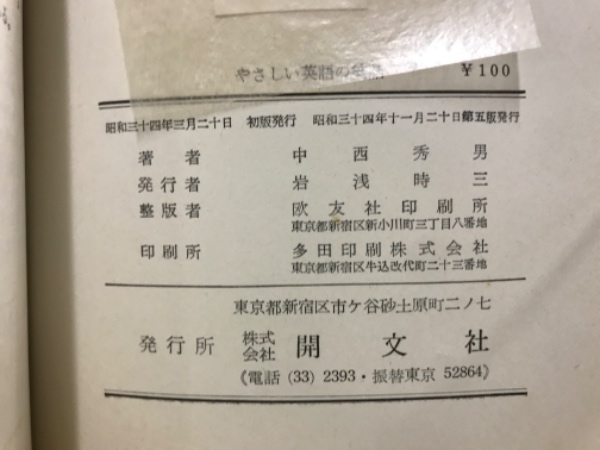 やさしい英語の
¥100
昭和三十四年三月二十日 初版発行 昭和三十四年十一月二十日第五版発行
著者 中西秀男
発行者 岩浅時三
整版者 欧友社印刷所
東京都新宿区新小川町三丁目八番地
印刷所 多田印刷株式会社
東京都新宿区牛込改代町二十三番地
東京都新宿区市ケ谷砂土原町二ノ七
発行所 株式会社 開文社
《電話 (33) 2393・振替東京 52864》